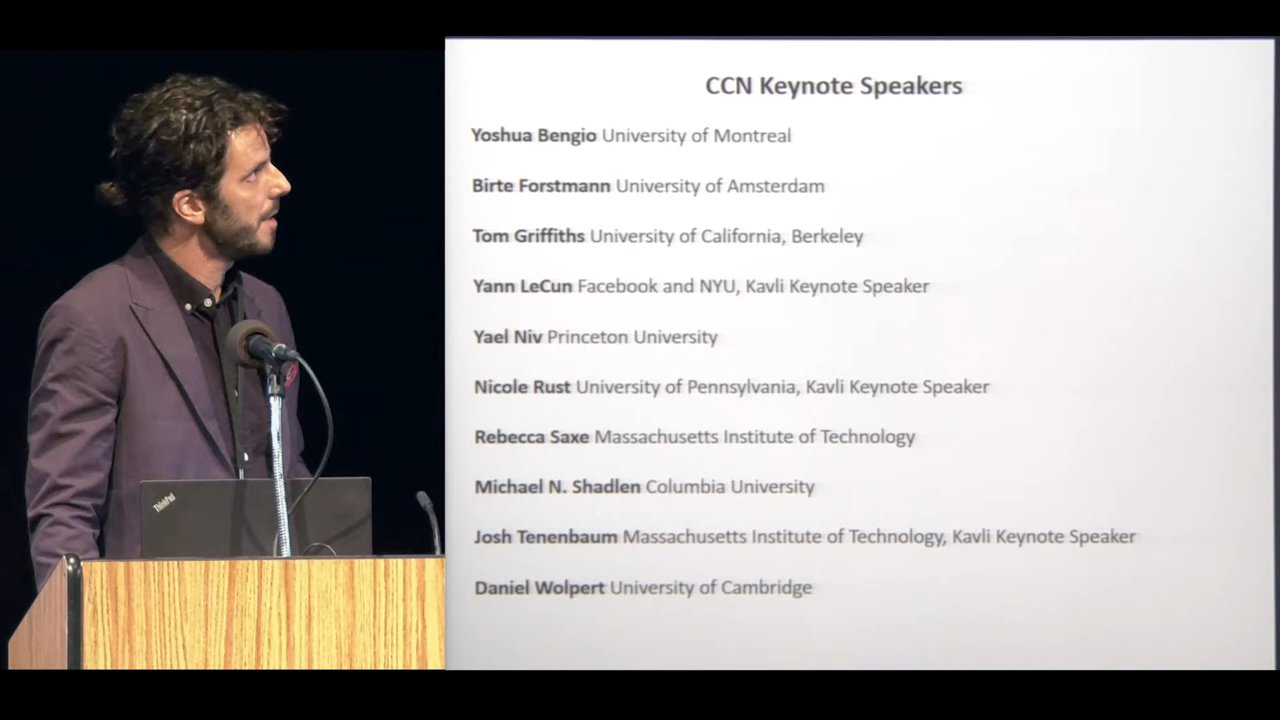 CCN Keynote Speakers
Yoshua Bengio University of Montreal
Birte Forstmann University of Amsterdam
Tom Griffiths University of California, Berkeley
Yann LeCun Facebook and NYU, Kavli Keynote Speaker
Yael Niv Princeton University
Nicole Rust University of Pennsylvania, Kavli Keynote Speaker
Rebecca Saxe Massachusetts Institute of Technology
Michael N. Shadlen Columbia University
Josh Tenenbaum Massachusetts Institute of Technology, Kavli Keynote Speaker
Daniel Wolpert University of Cambridge
ThinkPad